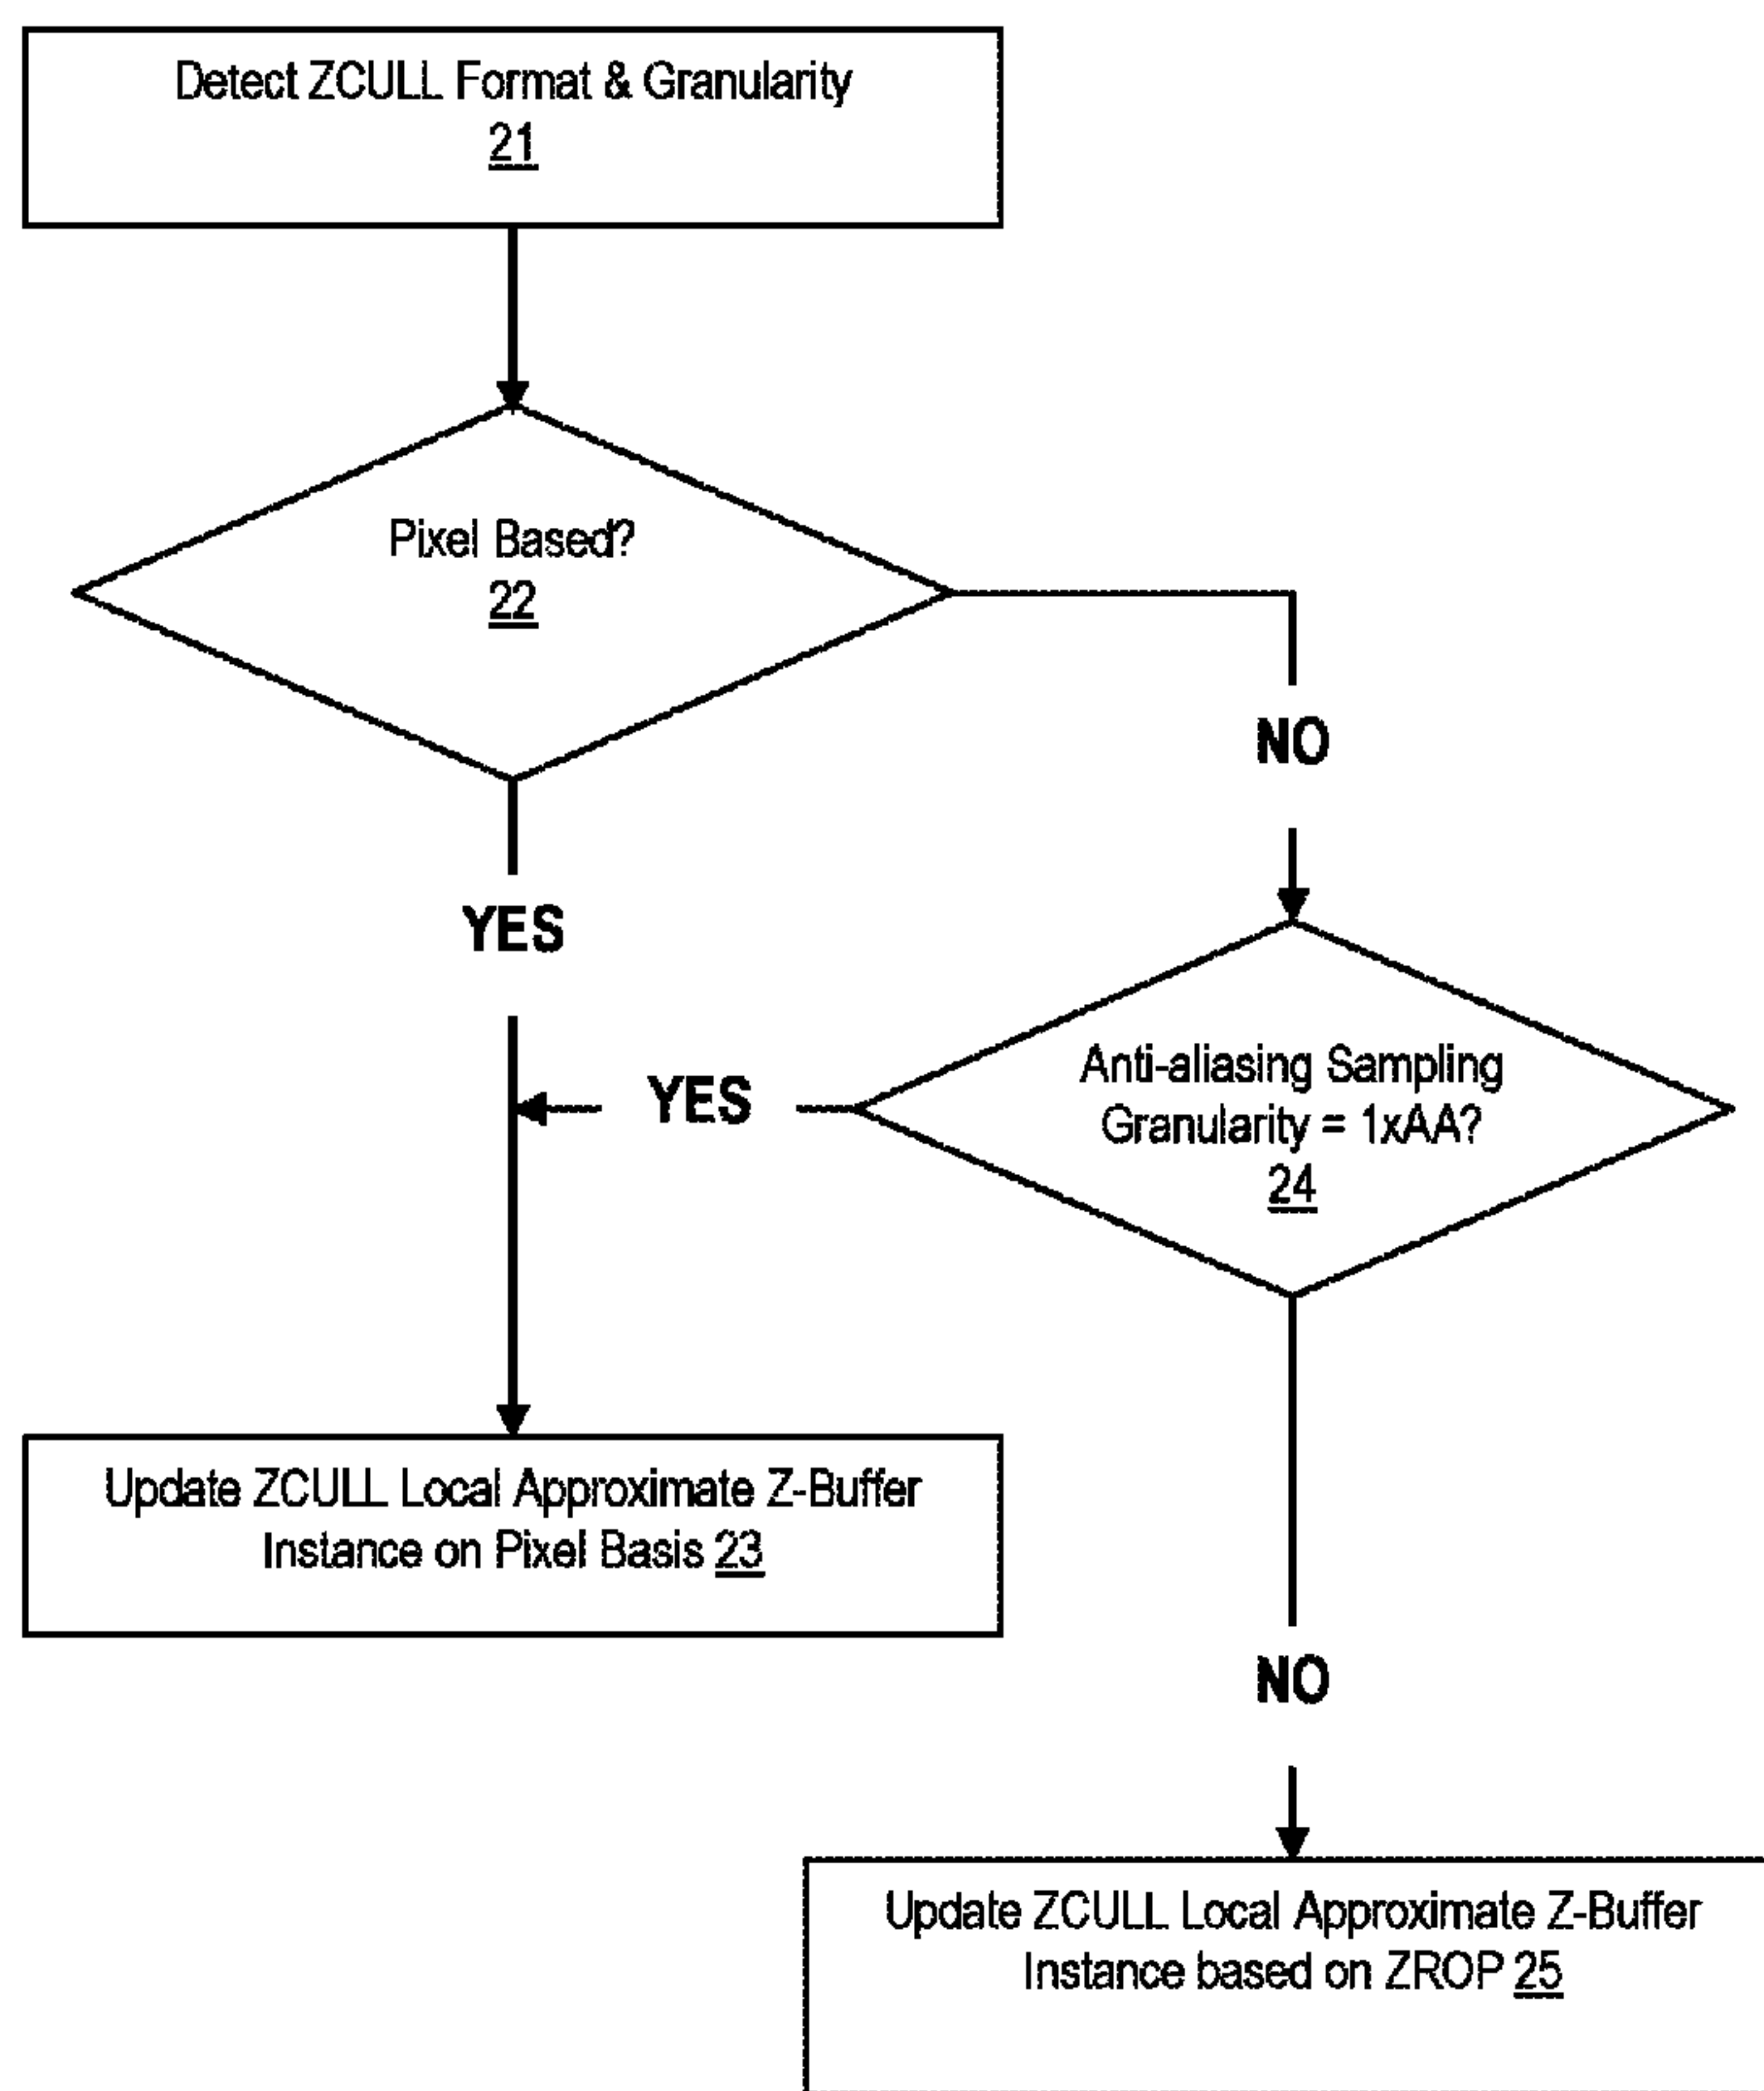 Detect ZCULL Format & Granularity
21
Pixel Based?
22
NO
YES
Anti-aliasing Sampling
Granularity = 1xAA?
24
YES
Update ZCULL Local Approximate Z-Buffer
Instance on Pixel Basis 23
NO
Update ZCULL Local Approximate Z-Buffer
Instance based on ZROP 25